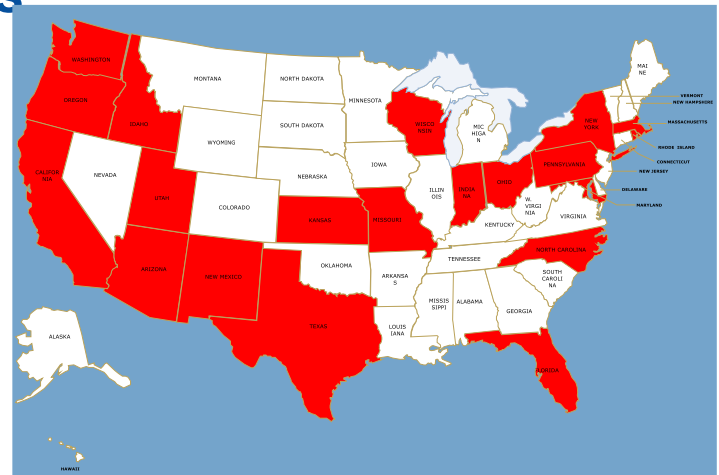 S
WASHINGTON
MONTANA
NORTH DAKOTA
MINNESOTA
MAI
NE
VERMONT
NEW HAMPSHIRE
OREGON
IDAHO
SOUTH DAKOTA
WISCO
NSIN
MIC
HIGA
N
NEW
YORK
MASSACHUSETTS
WYOMING
RHODE ISLAND
CONNECTICUT
CALIFOR
NIA
NEVADA
NEBRASKA
IOWA
PENNSYLVANIA
NEW JERSEY
UTAH
COLORADO
KANSAS
MISSOURI
ILLIN
OIS
INDIA
NA
OHIO
DELAWARE
MARYLAND
W.
VIRGI
NIA
VIRGINIA
KENTUCKY
ARIZONA
NEW MEXICO
OKLAHOMA
ARKANSA
S
TENNESSEE
NORTH CAROLINA
SOUTH
CAROLI
NA
TEXAS
LOUIS
IANA
MISSIS
SIPPI
ALABAMA
GEORGIA
ALASKA
FLORIDA
HAWAII